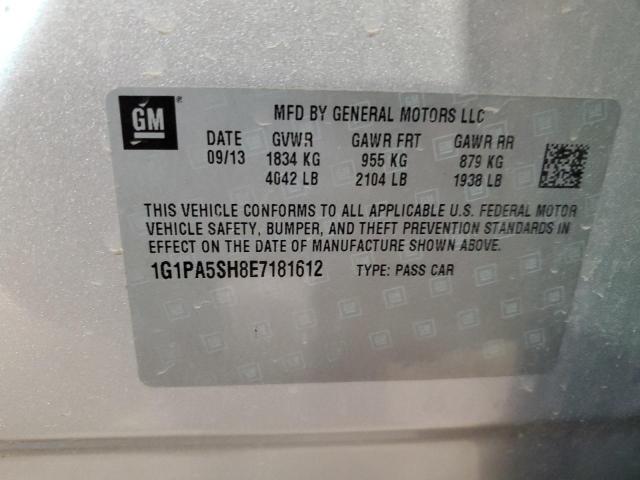 GM ®
MFD BY GENERAL MOTORS LLC
DATE GVWR GAWR FRT GAWR RR
09/13 1834 KG 955 KG 879 KG
4042 LB 2104 LB 1938 LB
THIS VEHICLE CONFORMS TO ALL APPLICABLE U.S. FEDERAL MOTOR
VEHICLE SAFETY, BUMPER, AND THEFT PREVENTION STANDARDS IN
EFFECT ON THE DATE OF MANUFACTURE SHOWN ABOVE.
1G1PA5SH8E7181612 TYPE: PASS CAR